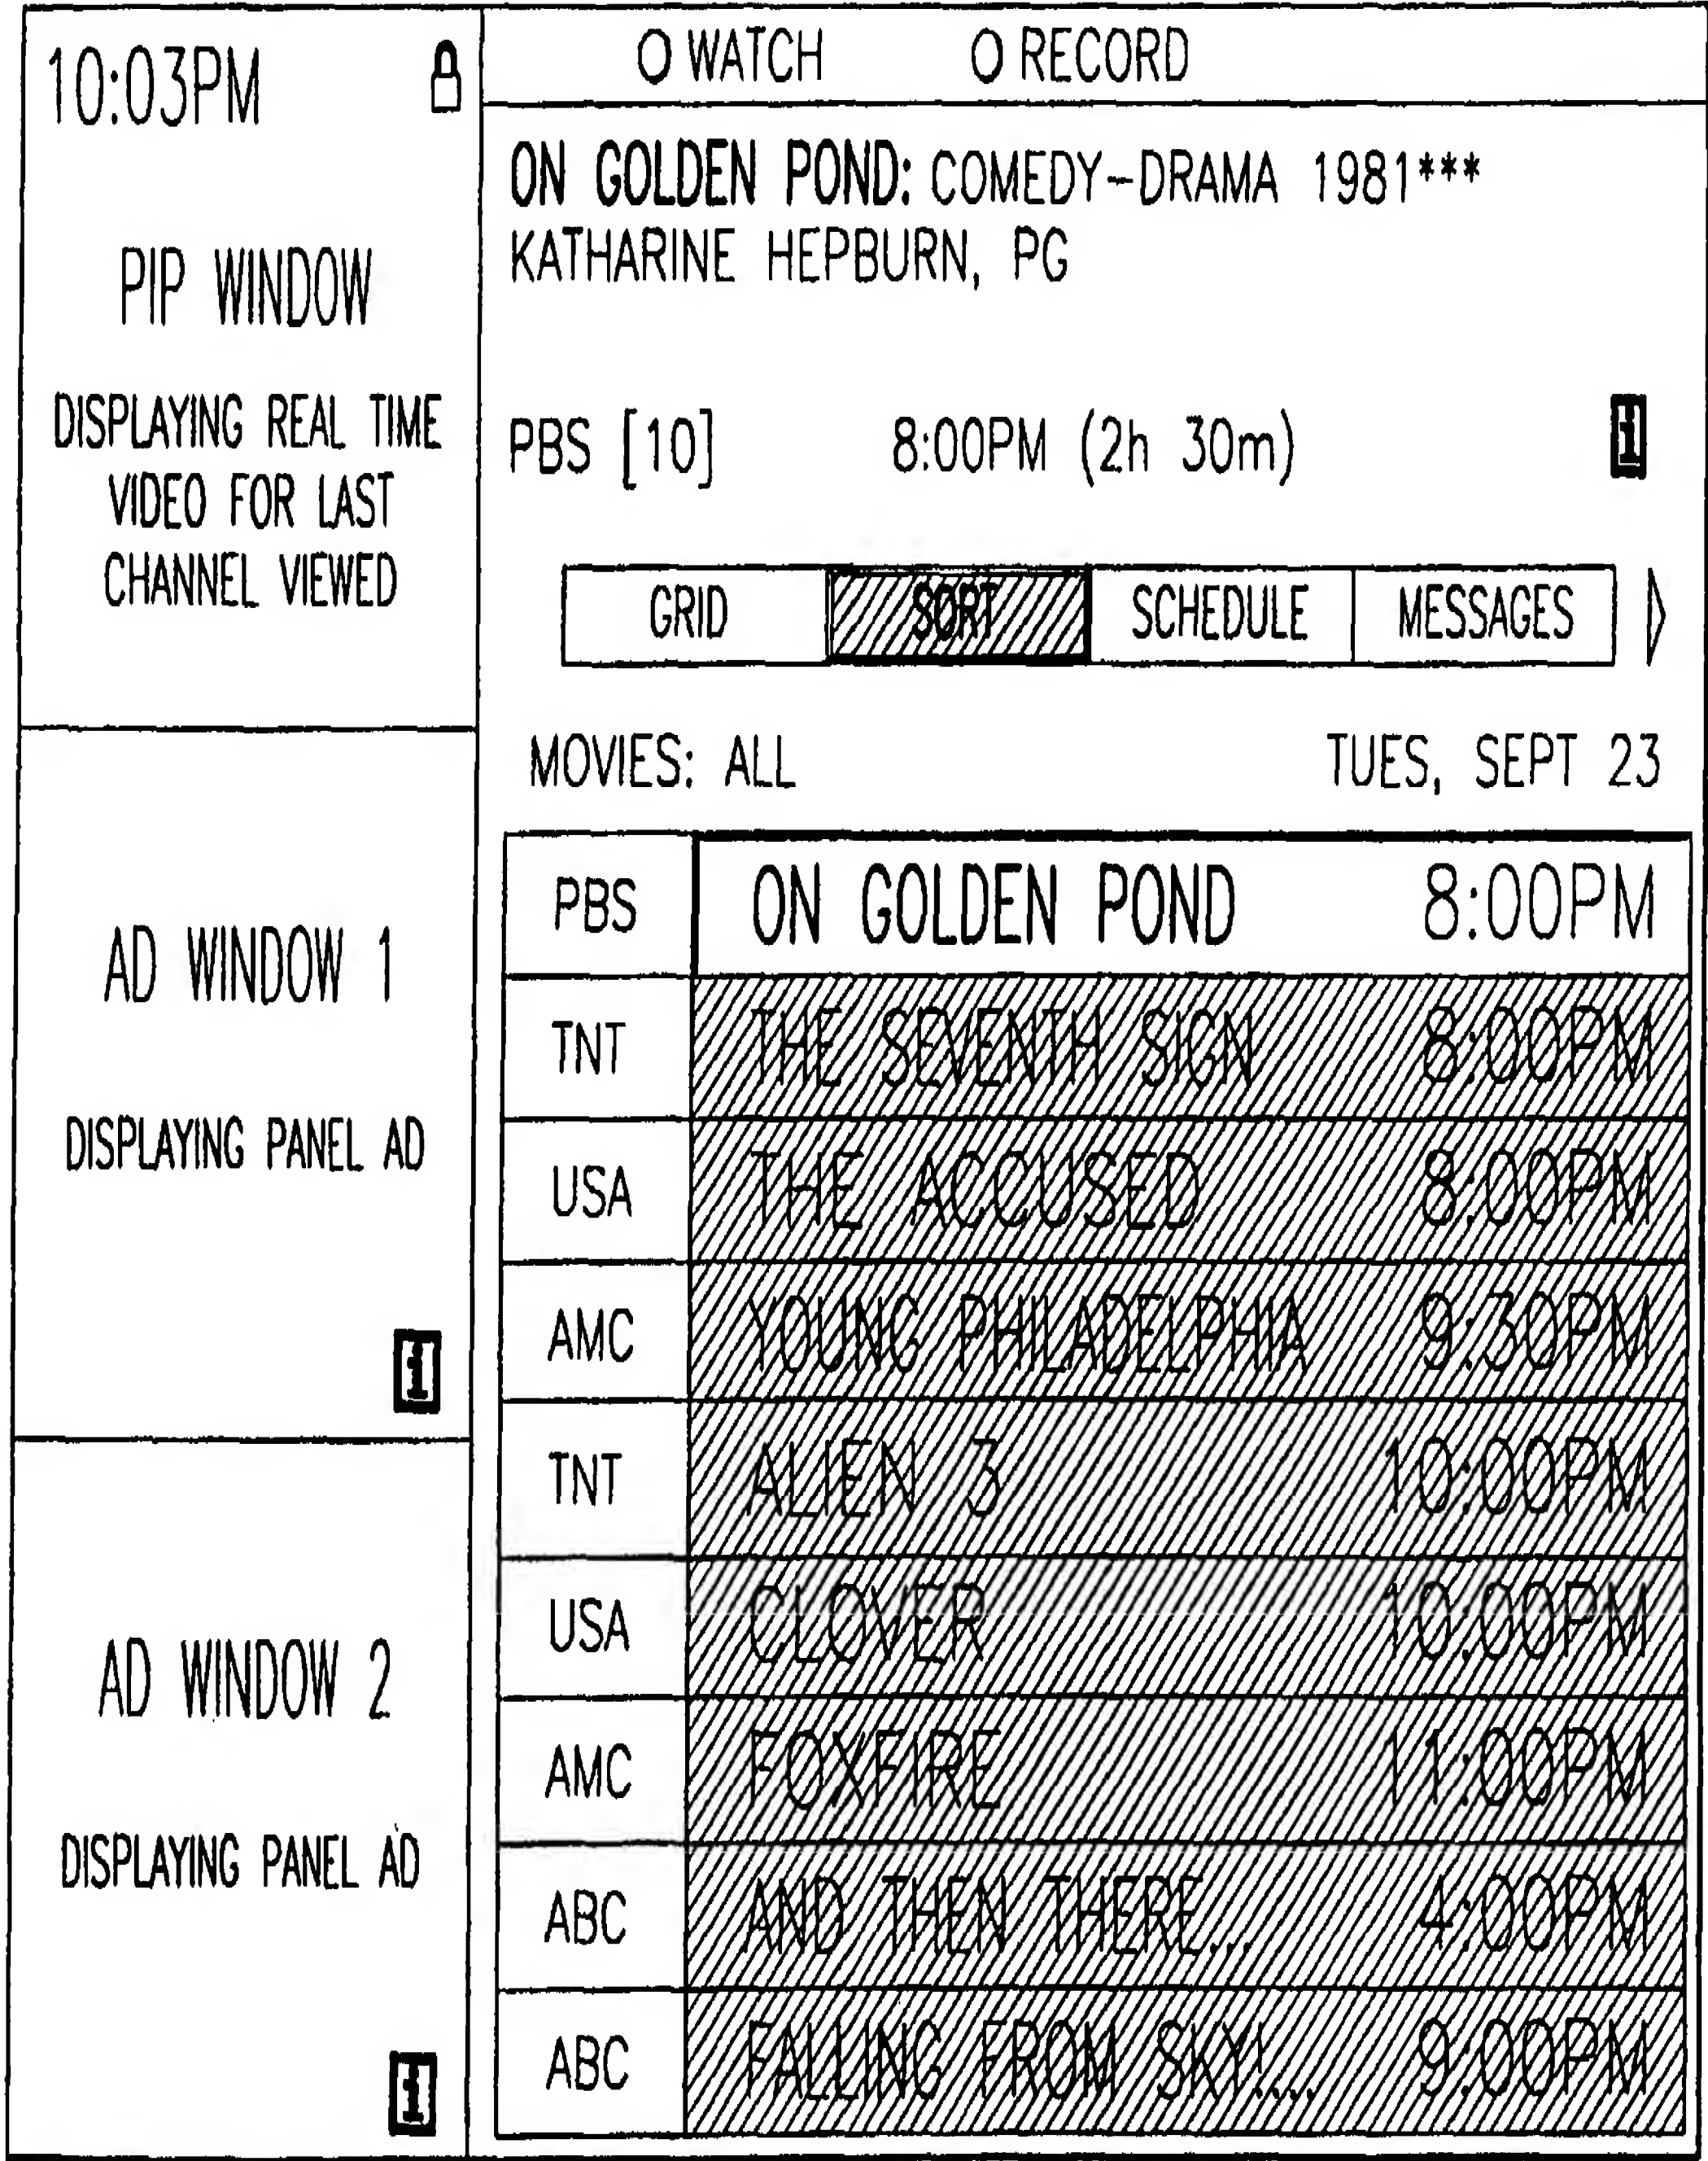 10:03PM
PIP WINDOW
DISPLAYING REAL TIME
VIDEO FOR LAST
CHANNEL VIEWED
AD WINDOW 1
DISPLAYING PANEL AD
i
AD WINDOW 2
DISPLAYING PANEL AD
i
O WATCH O RECORD
ON GOLDEN POND: COMEDY-DRAMA 1981***
KATHARINE HEPBURN, PG
PBS [10] 8:00PM (2h 30m) i
GRID SORT SCHEDULE MESSAGES
MOVIES: ALL TUES, SEPT 23
PBS ON GOLDEN POND 8:00PM
TNT THE SEVENTH SIGN 8:00PM
USA THE ACCUSED 8:00PM
AMC YOUNG PHILADELPHIA 9:30PM
TNT ALIEN 3 10:00PM
USA CLOVER 10:00PM
AMC FOXFIRE 11:00PM
ABC AND THEN THERE... 4:00PM
ABC FALLING FROM SKY!... 9:00PM